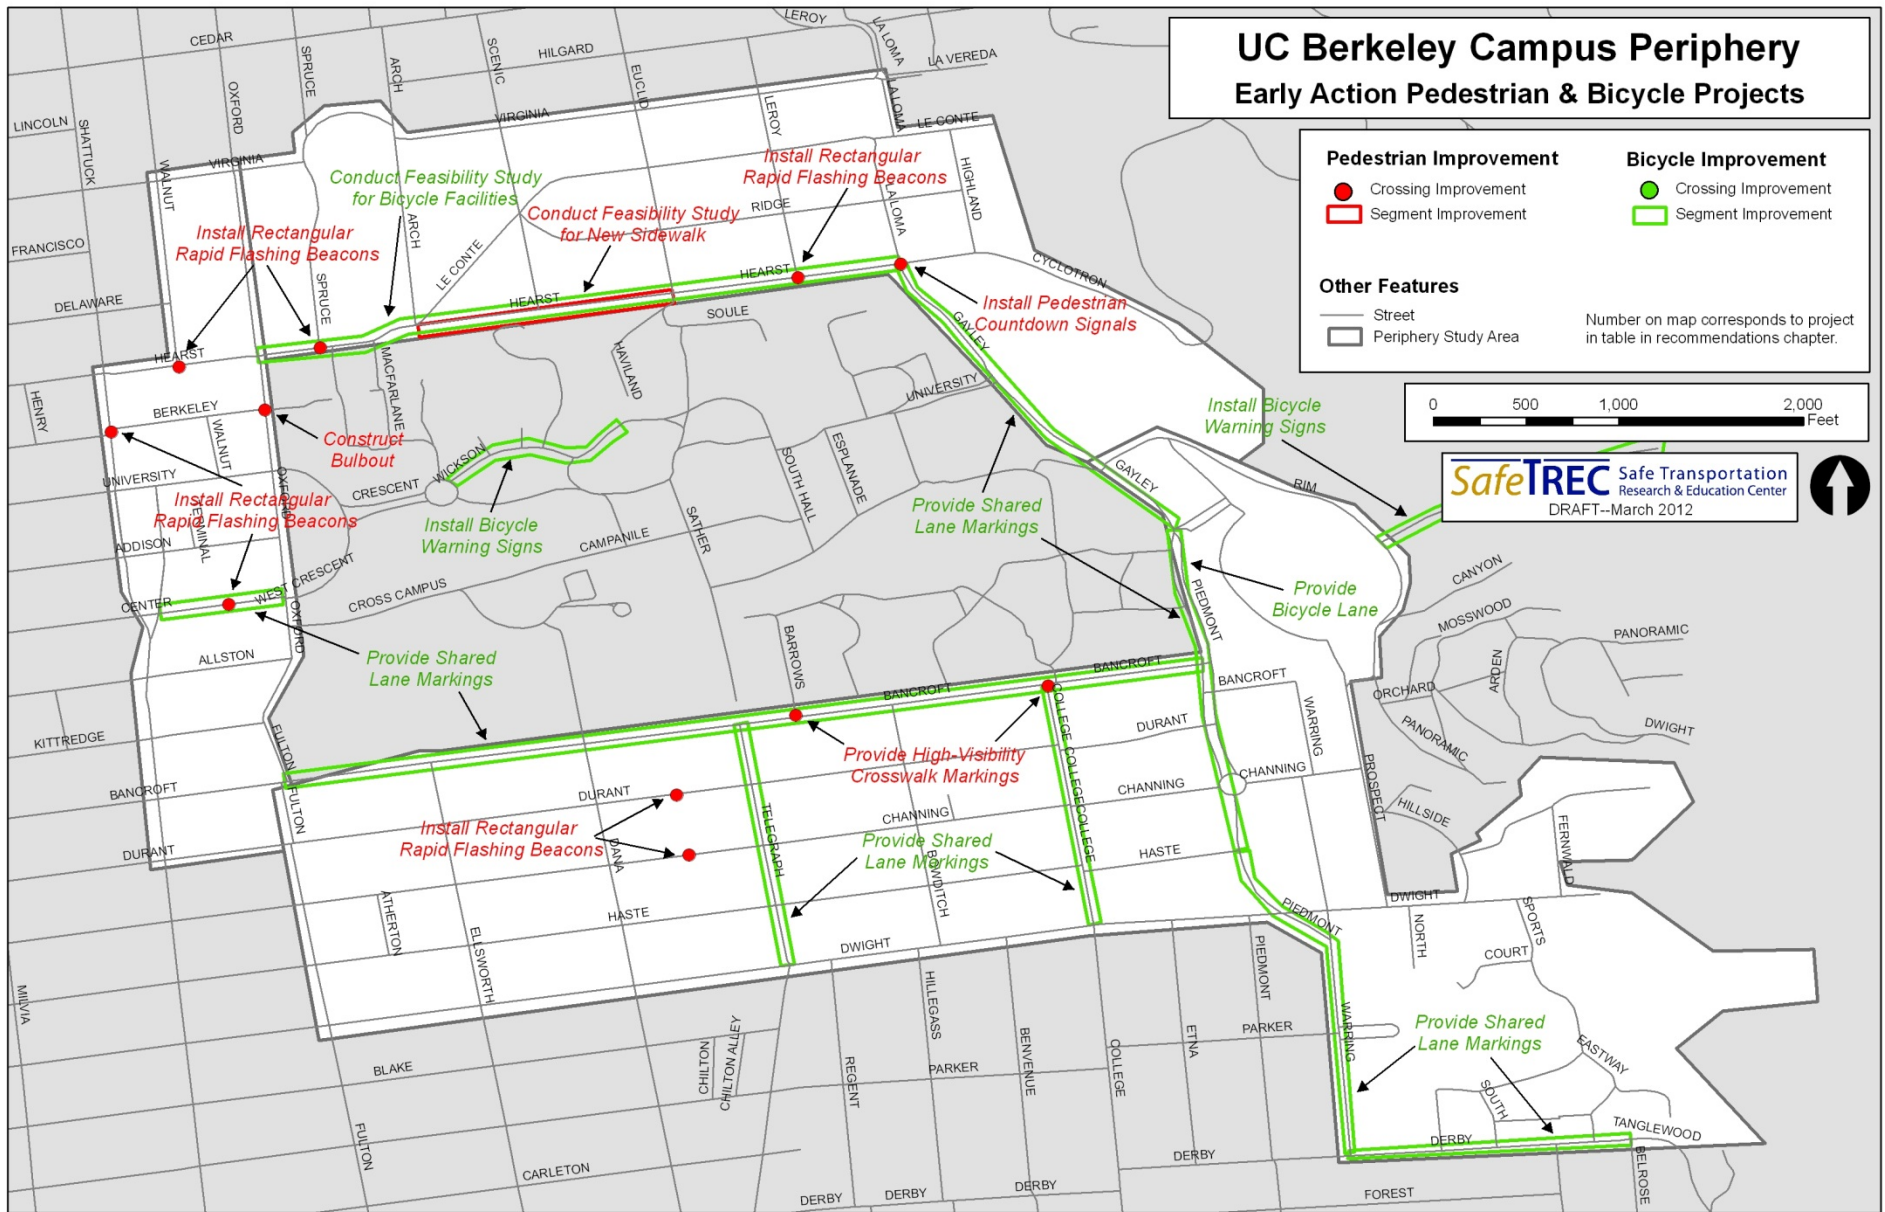 UC Berkeley Campus Periphery
Early Action Pedestrian & Bicycle Projects
Pedestrian Improvement
Crossing Improvement
Segment Improvement
Bicycle Improvement
Crossing Improvement
Segment Improvement
Other Features
Street
Periphery Study Area
Number on map corresponds to project
in table in recommendations chapter.
0 500 1,000 2,000
Feet
SafeTREC Safe Transportation
Research & Education Center
DRAFT--March 2012
LEROY
LA LOMA
CEDAR
SPRUCE
ARCH
SCENIC
HILGARD
EUCLID
LA VEREDA
OXFORD
LEROY
LA LOMA
LINCOLN
SHATTUCK
VIRGINIA
LE CONTE
VIRGINIA
WALNUT
HIGHLAND
Install Rectangular
Rapid Flashing Beacons
Conduct Feasibility Study
for Bicycle Facilities
LA LOMA
RIDGE
ARCH
Conduct Feasibility Study
for New Sidewalk
Install Rectangular
Rapid Flashing Beacons
FRANCISCO
LE CONTE
CYCLOTRON
HEARST
SPRUCE
DELAWARE
HEARST
Install Pedestrian
Countdown Signals
SOULE
GAYLEY
HEARST
MACFARLANE
HAVILAND
UNIVERSITY
HENRY
BERKELEY
WALNUT
Construct
Bulbout
Install Bicycle
Warning Signs
WICKSON
SOUTH HALL
ESPLANADE
GAYLEY
UNIVERSITY
OXFORD
CRESCENT
RIM
Install Rectangular
Rapid Flashing Beacons
TERMINAL
Install Bicycle
Warning Signs
SATHER
Provide Shared
Lane Markings
ADDISON
CAMPANILE
CANYON
WEST CRESCENT
CROSS CAMPUS
CENTER
OXFORD
PIEDMONT
Provide
Bicycle Lane
MOSSWOOD
PANORAMIC
ALLSTON
Provide Shared
Lane Markings
BARROWS
BANCROFT
BANCROFT
BANCROFT
ARDEN
ORCHARD
KITTREDGE
FULTON
COLLEGE
COLLEGE
COLLEGE
COLLEGE
DURANT
WARRING
PANORAMIC
DWIGHT
Provide High-Visibility
Crosswalk Markings
BANCROFT
FULTON
DURANT
CHANNING
CHANNING
PROSPECT
HILLSIDE
TELEGRAPH
CHANNING
Install Rectangular
Rapid Flashing Beacons
Provide Shared
Lane Markings
DURANT
DANA
BOWDITCH
HASTE
FERNWALD
ATHERTON
HASTE
DWIGHT
PIEDMONT
NORTH
SPORTS
ELLSWORTH
DWIGHT
COURT
MILVIA
HILLEGASS
PIEDMONT
WARRING
PARKER
Provide Shared
Lane Markings
CHILTON
CHILTON ALLEY
BENVENUE
COLLEGE
ETNA
EASTWAY
BLAKE
REGENT
PARKER
SOUTH
TANGLEWOOD
FULTON
DERBY
BELROSE
CARLETON
DERBY
DERBY
DERBY
DERBY
FOREST